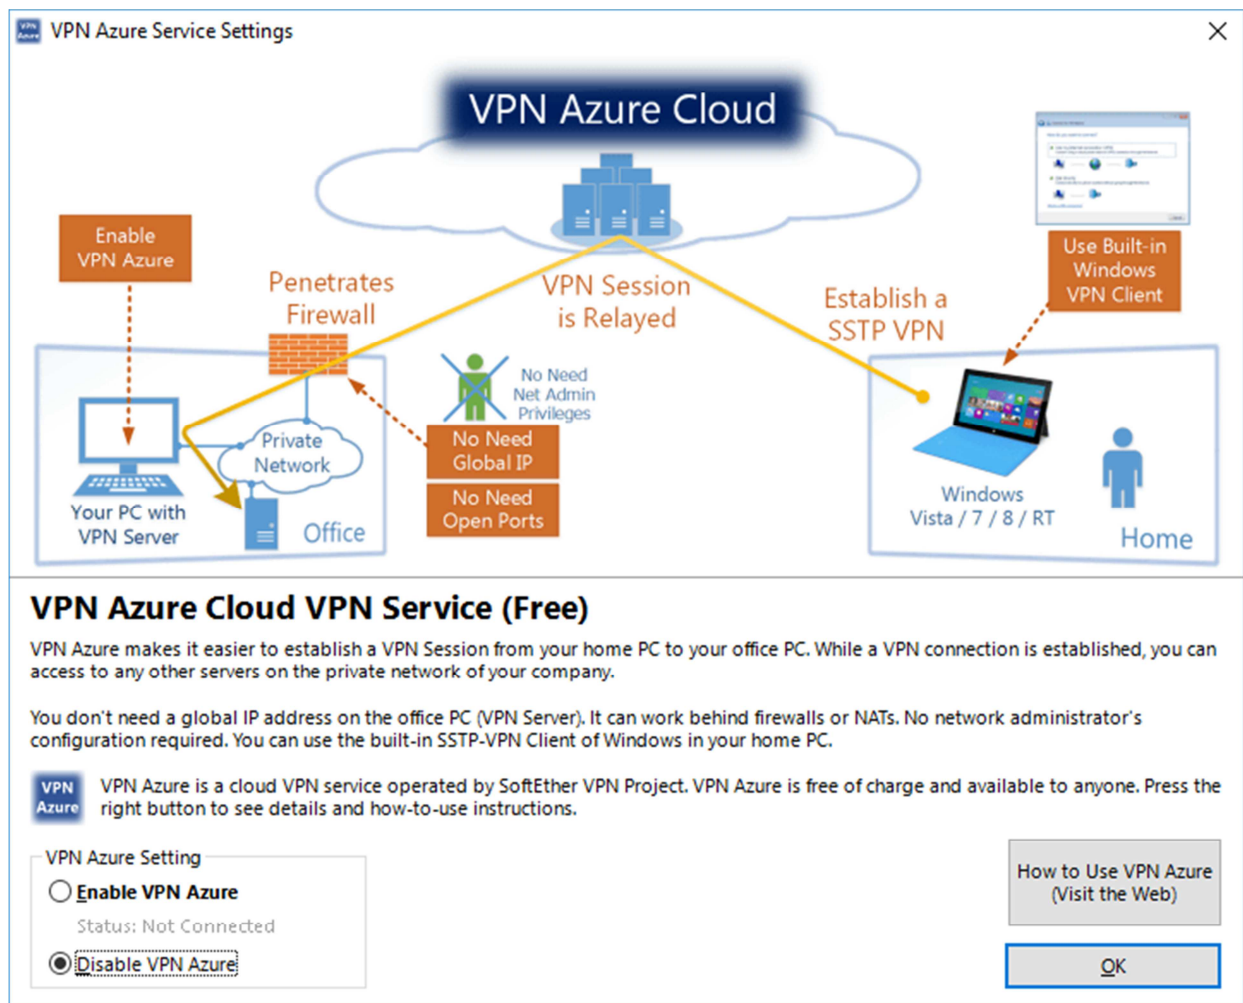 VPN Azure Service Settings
VPN Azure Cloud
Enable
VPN Azure
Penetrates
Firewall
VPN Session
is Relayed
Establish a
SSTP VPN
Use Built-in
Windows
VPN Client
No Need
Net Admin
Privileges
No Need
Global IP
No Need
Open Ports
Private
Network
Your PC with
VPN Server
Office
Windows
Vista / 7 / 8 / RT
Home
VPN Azure Cloud VPN Service (Free)
VPN Azure makes it easier to establish a VPN Session from your home PC to your office PC. While a VPN connection is established, you can
access to any other servers on the private network of your company.
You don't need a global IP address on the office PC (VPN Server). It can work behind firewalls or NATs. No network administrator's
configuration required. You can use the built-in SSTP-VPN Client of Windows in your home PC.
VPN
Azure
VPN Azure is a cloud VPN service operated by SoftEther VPN Project. VPN Azure is free of charge and available to anyone. Press the
right button to see details and how-to-use instructions.
VPN Azure Setting
Enable VPN Azure
Status: Not Connected
Disable VPN Azure
How to Use VPN Azure
(Visit the Web)
OK